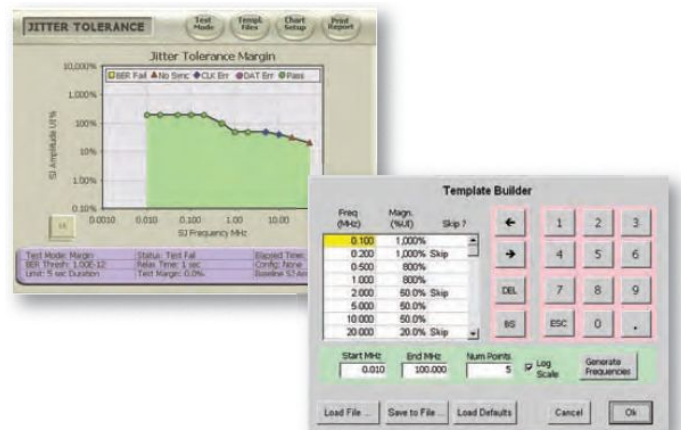 JITTER TOLERANCE
Test Mode
Templ. Files
Chart Setup
Print Report
Jitter Tolerance Margin
BER Fail No Sync CLK Err DAT Err Pass
SJ Amplitude UI%
10,000%
1,000%
100%
10%
1.00%
0.10%
0.0010 0.010 0.100 1.00 10.00
SJ Frequency MHz
Test Mode: Margin Status: Test Fail Elapsed Time:
BER Thresh: 1.00E-12 Relax Time: 1 sec Config: None
Limit: 5 sec Duration Test Margin: 0.0% Baseline SJ
Template Builder
Freq (MHz) Magn. (%UI) Skip ?
0.100 1,000%
0.200 1,000% Skip
0.500 800%
1.000 800%
2.000 50.0% Skip
5.000 50.0%
10.000 50.0%
20.000 20.0% Skip
← 1 2 3
→ 4 5 6
DEL 7 8 9
BS ESC 0 .
Start MHz End MHz Num Points
0.010 100.000 5 Log Scale Generate Frequencies
Load File ... Save to File ... Load Defaults Cancel Ok